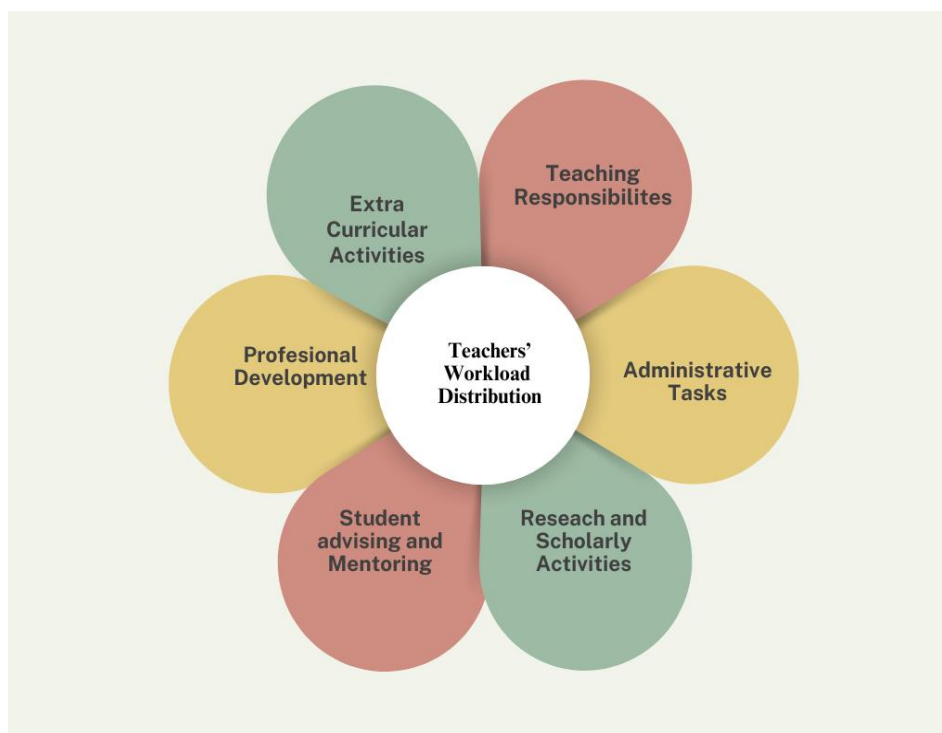 Teaching
Responsibilites
Extra
Curricular
Activities
Profesional
Development
Teachers’
Workload
Distribution
Administrative
Tasks
Student
advising and
Mentoring
Reseach and
Scholarly
Activities